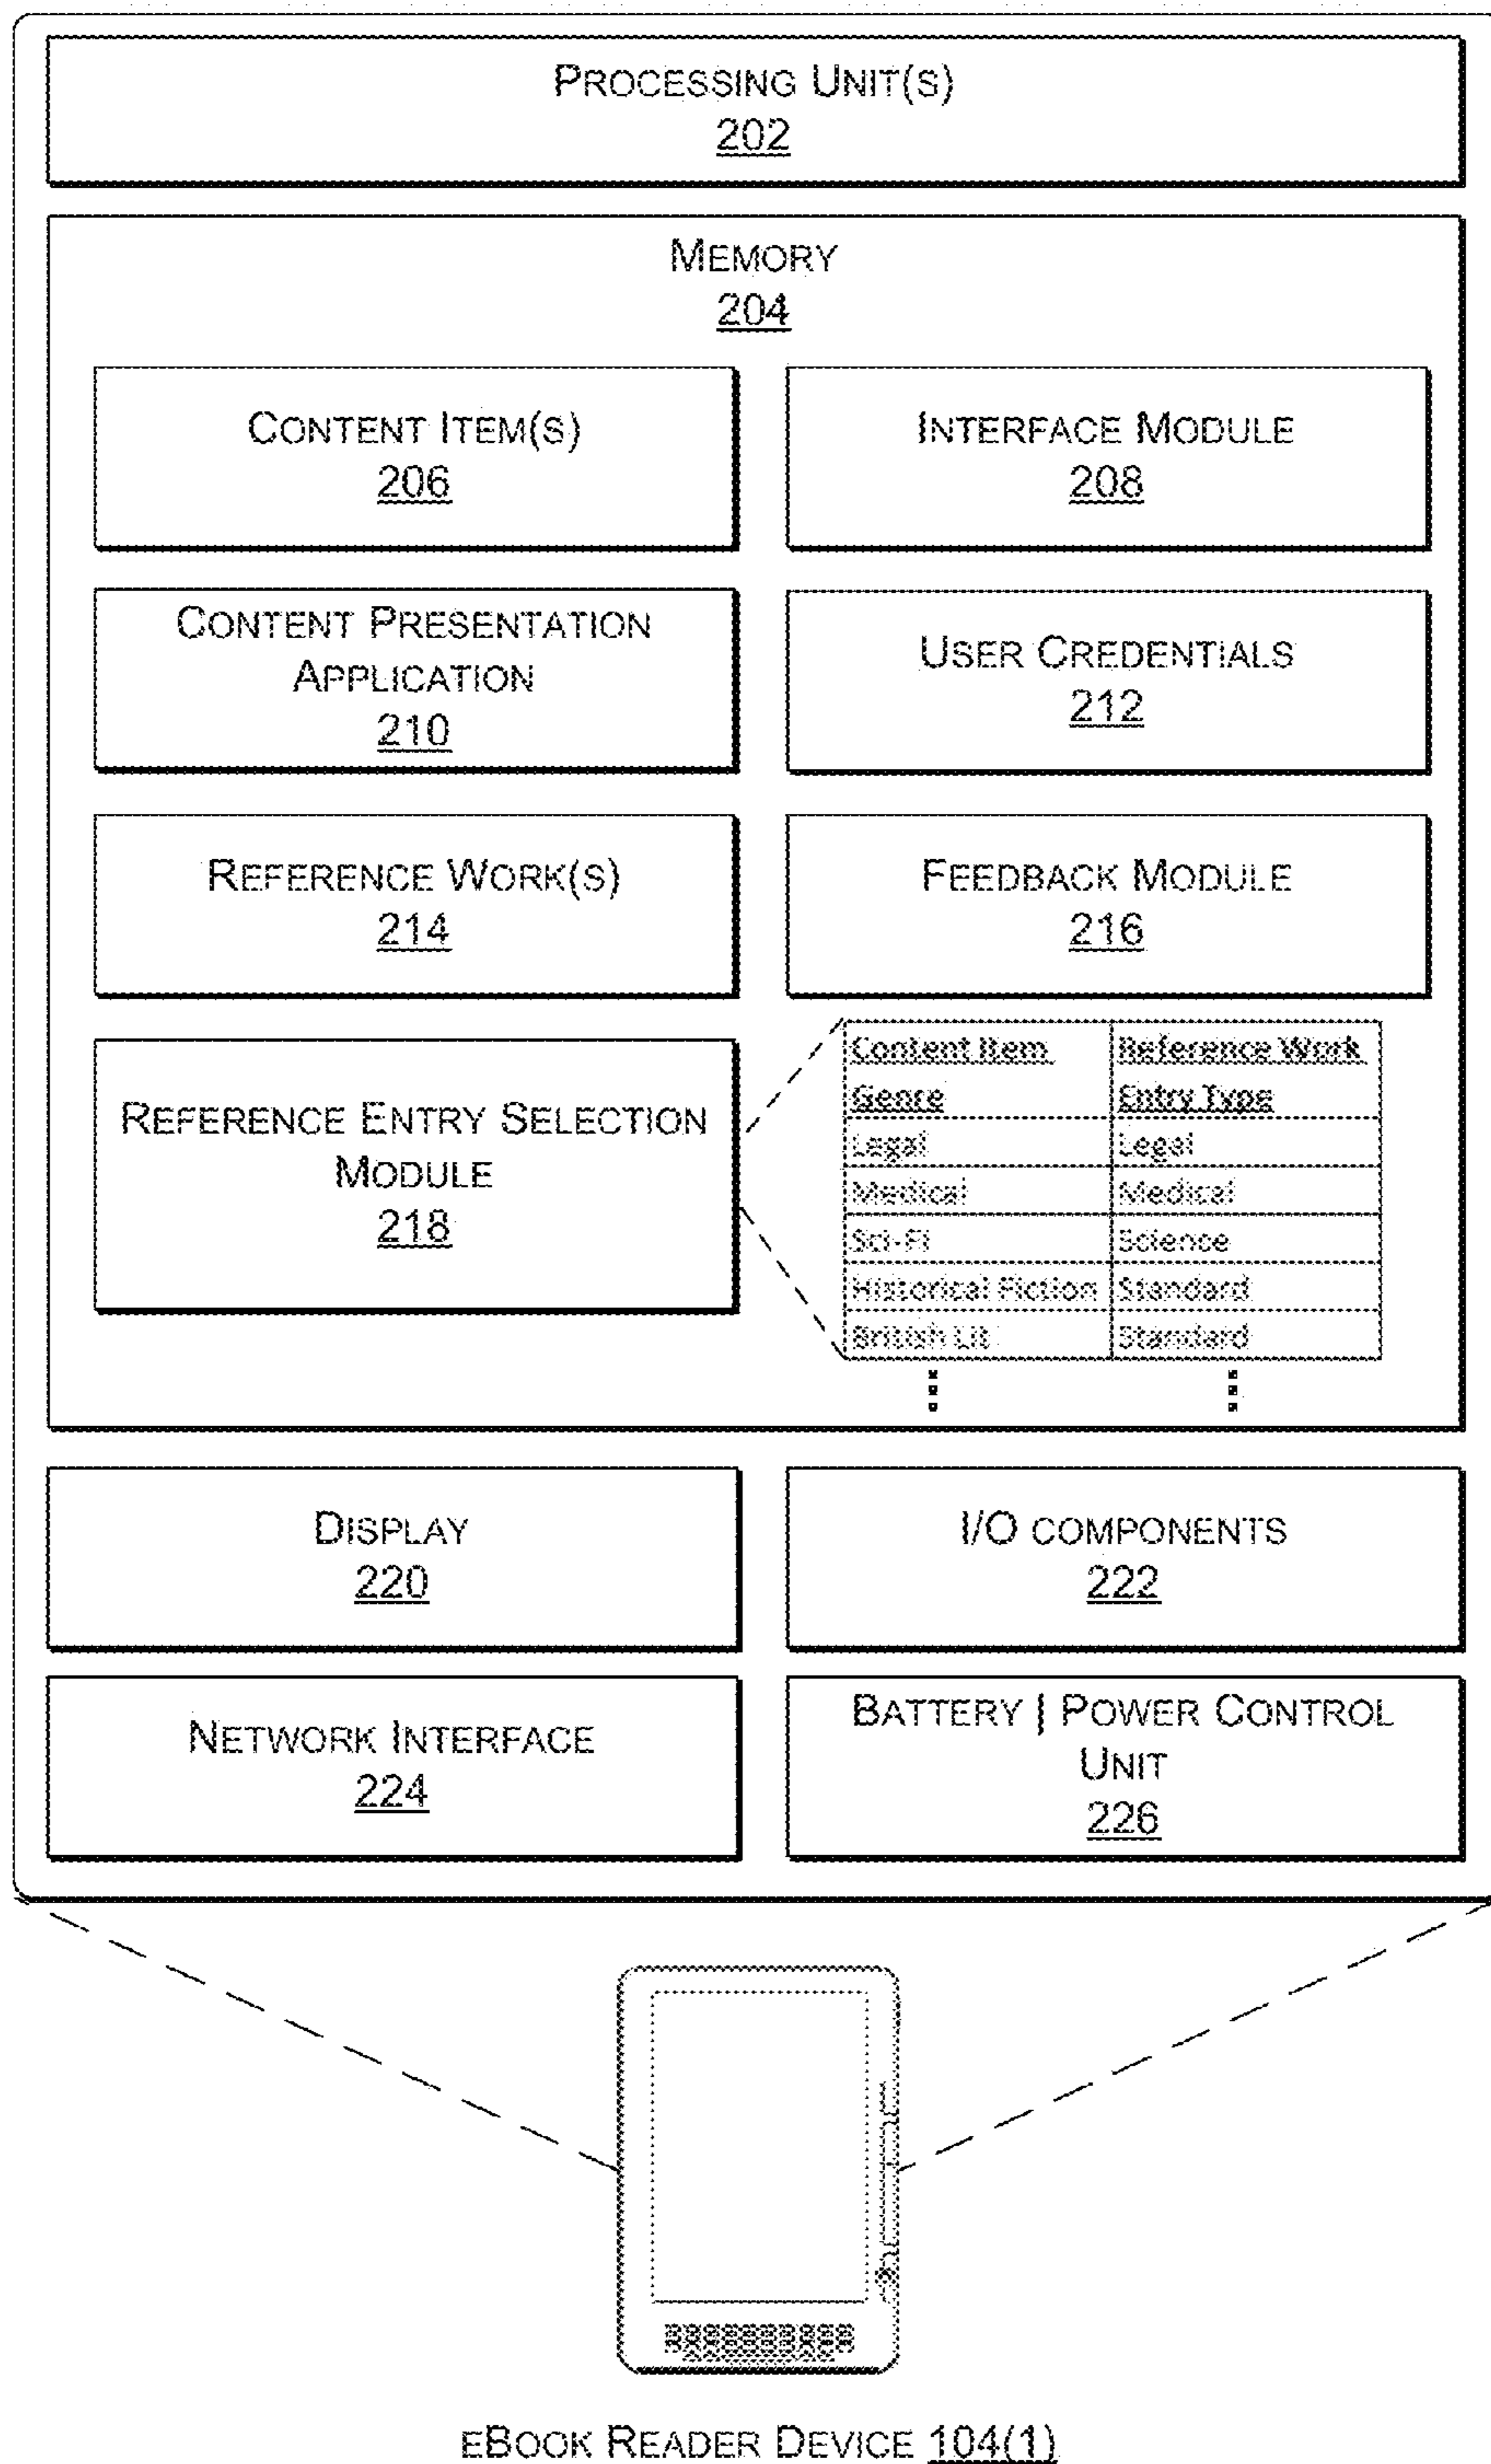 PROCESSING UNIT(S)
202
MEMORY
204
CONTENT ITEM(S)
206
INTERFACE MODULE
208
CONTENT PRESENTATION
APPLICATION
210
USER CREDENTIALS
212
REFERENCE WORK(S)
214
FEEDBACK MODULE
216
REFERENCE ENTRY SELECTION
MODULE
218
Content Item Reference Work
Genre Entry Type
Legal Legal
Medical Medical
Sci-Fi Science
Historical Fiction Standard
British Lit Standard
DISPLAY
220
I/O COMPONENTS
222
NETWORK INTERFACE
224
BATTERY | POWER CONTROL
UNIT
226
EBOOK READER DEVICE 104(1)